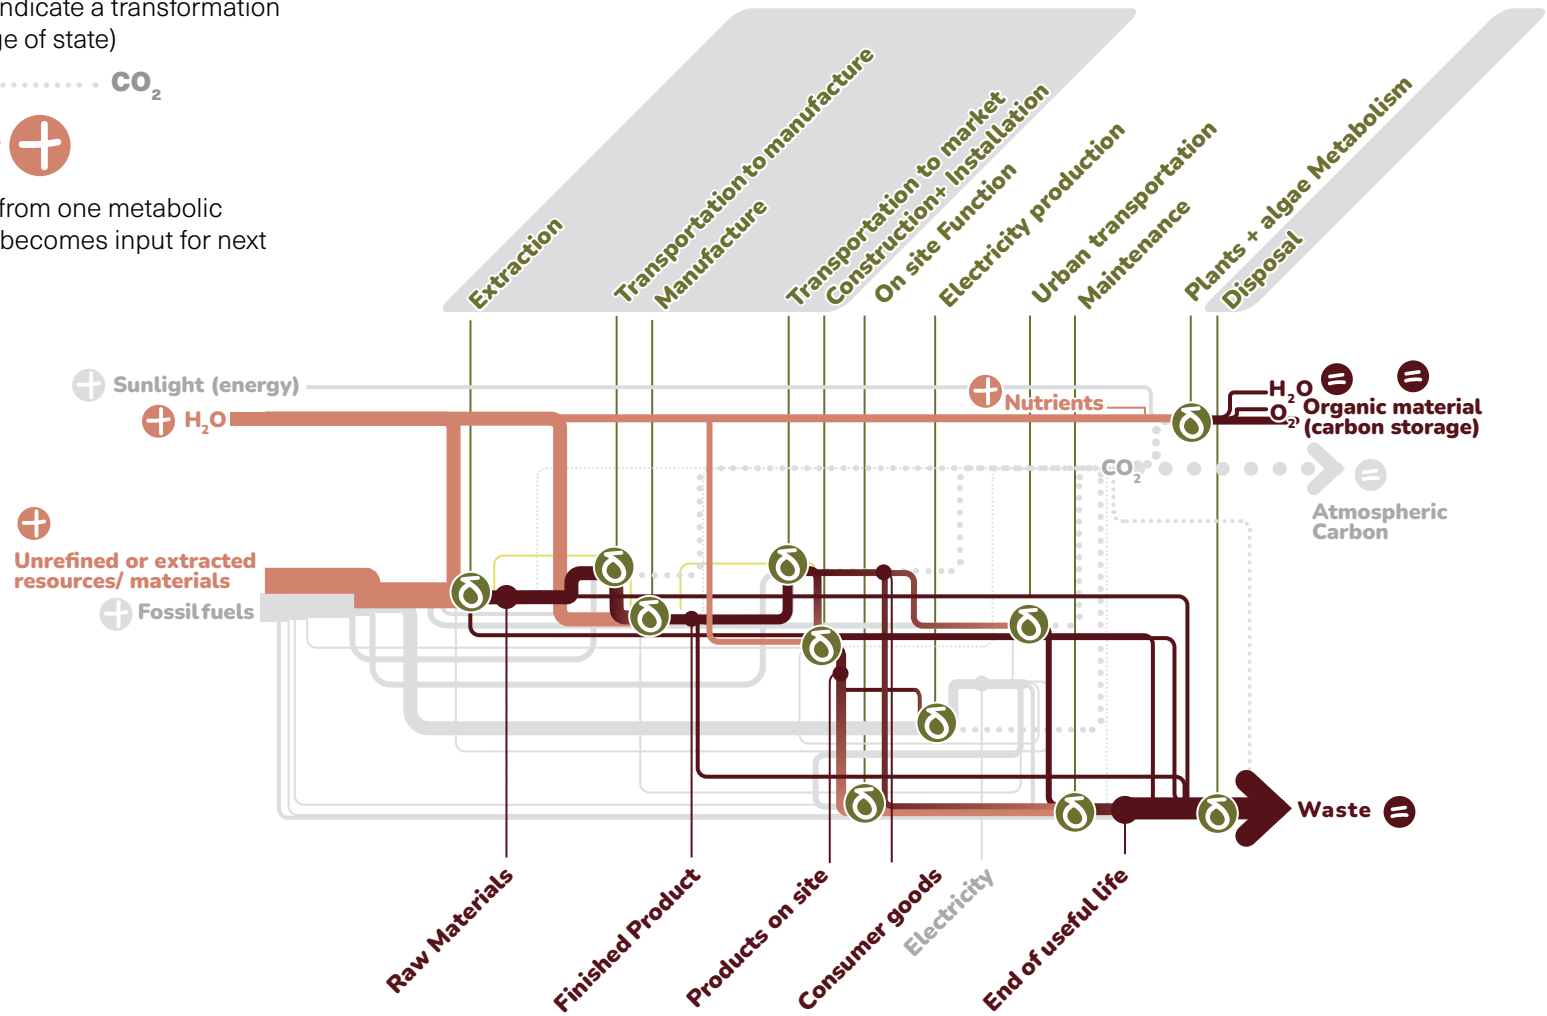 ndicate a transformation
ge of state)
CO₂
from one metabolic
becomes input for next
Extraction
Transportation to manufacture
Manufacture
Transportation to market
Construction+ Installation
On site Function
Electricity production
Urban transportation
Maintenance
Plants + algae Metabolism
Disposal
Sunlight (energy)
H₂O
Nutrients
H₂O
O₂
Organic material
(carbon storage)
CO₂
Atmospheric
Carbon
Unrefined or extracted
resources/ materials
Fossil fuels
Waste
Raw Materials
Finished Product
Products on site
Consumer goods
Electricity
End of useful life